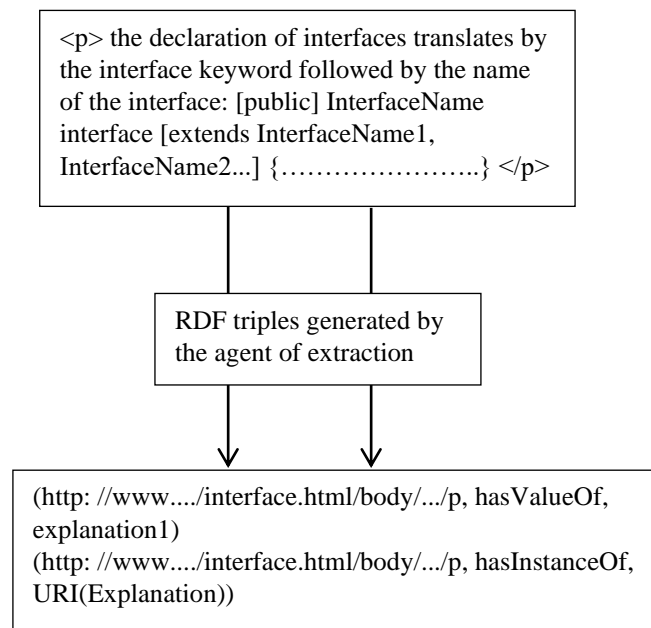 <p> the declaration of interfaces translates by
the interface keyword followed by the name
of the interface: [public] InterfaceName
interface [extends InterfaceName1,
InterfaceName2...] {…………………..} </p>
RDF triples generated by
the agent of extraction
(http: //www..../interface.html/body/.../p, hasValueOf,
explanation1)
(http: //www..../interface.html/body/.../p, hasInstanceOf,
URI(Explanation))